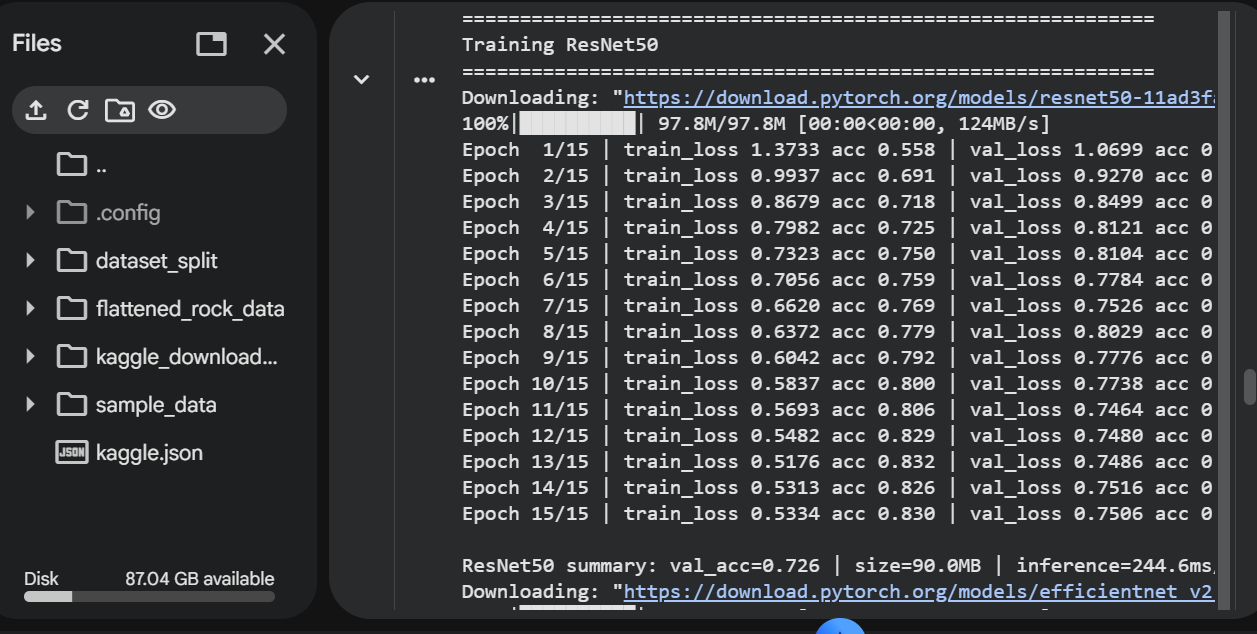 Files
..
.config
dataset_split
flattened_rock_data
kaggle_download...
sample_data
JSON kaggle.json
Disk 87.04 GB available
============================================================
Training ResNet50
============================================================
Downloading: "https://download.pytorch.org/models/resnet50-11ad3f
100%|██████████| 97.8M/97.8M [00:00<00:00, 124MB/s]
Epoch  1/15 | train_loss 1.3733 acc 0.558 | val_loss 1.0699 acc 0
Epoch  2/15 | train_loss 0.9937 acc 0.691 | val_loss 0.9270 acc 0
Epoch  3/15 | train_loss 0.8679 acc 0.718 | val_loss 0.8499 acc 0
Epoch  4/15 | train_loss 0.7982 acc 0.725 | val_loss 0.8121 acc 0
Epoch  5/15 | train_loss 0.7323 acc 0.750 | val_loss 0.8104 acc 0
Epoch  6/15 | train_loss 0.7056 acc 0.759 | val_loss 0.7784 acc 0
Epoch  7/15 | train_loss 0.6620 acc 0.769 | val_loss 0.7526 acc 0
Epoch  8/15 | train_loss 0.6372 acc 0.779 | val_loss 0.8029 acc 0
Epoch  9/15 | train_loss 0.6042 acc 0.792 | val_loss 0.7776 acc 0
Epoch 10/15 | train_loss 0.5837 acc 0.800 | val_loss 0.7738 acc 0
Epoch 11/15 | train_loss 0.5693 acc 0.806 | val_loss 0.7464 acc 0
Epoch 12/15 | train_loss 0.5482 acc 0.829 | val_loss 0.7480 acc 0
Epoch 13/15 | train_loss 0.5176 acc 0.832 | val_loss 0.7486 acc 0
Epoch 14/15 | train_loss 0.5313 acc 0.826 | val_loss 0.7516 acc 0
Epoch 15/15 | train_loss 0.5334 acc 0.830 | val_loss 0.7506 acc 0
ResNet50 summary: val_acc=0.726 | size=90.0MB | inference=244.6ms
Downloading: "https://download.pytorch.org/models/efficientnet_v2